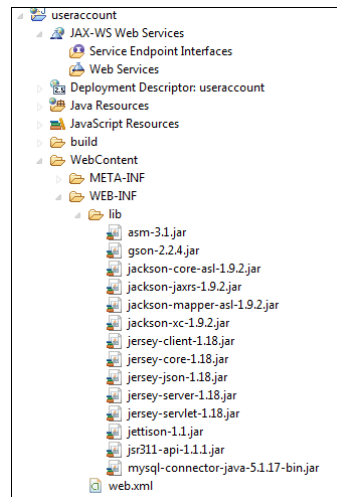 useraccount
JAX-WS Web Services
Service Endpoint Interfaces
Web Services
Deployment Descriptor: useraccount
Java Resources
JavaScript Resources
build
WebContent
META-INF
WEB-INF
lib
asm-3.1.jar
gson-2.2.4.jar
jackson-core-asl-1.9.2.jar
jackson-jaxrs-1.9.2.jar
jackson-mapper-asl-1.9.2.jar
jackson-xc-1.9.2.jar
jersey-client-1.18.jar
jersey-core-1.18.jar
jersey-json-1.18.jar
jersey-server-1.18.jar
jersey-servlet-1.18.jar
jettison-1.1.jar
jsr311-api-1.1.1.jar
mysql-connector-java-5.1.17-bin.jar
web.xml